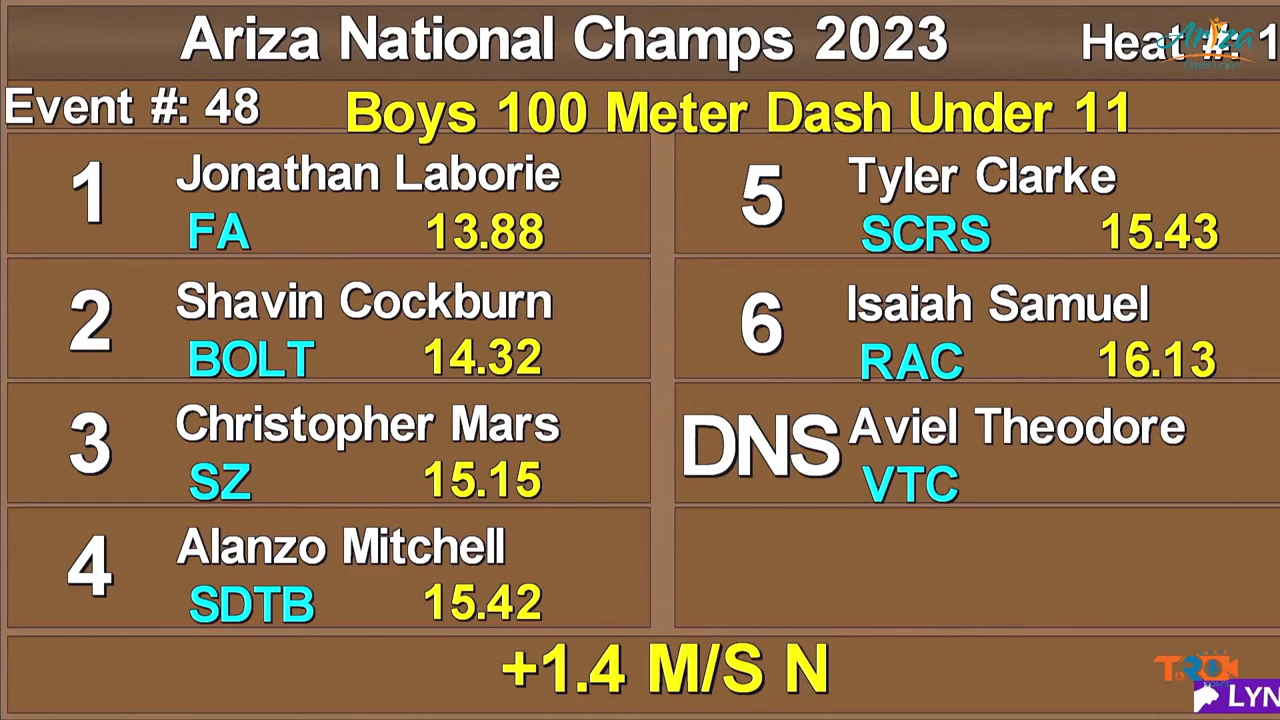 Ariza National Champs 2023
Heat #: 1
Event #: 48
Boys 100 Meter Dash Under 11
1 Jonathan Laborie
FA 13.88
2 Shavin Cockburn
BOLT 14.32
3 Christopher Mars
SZ 15.15
4 Alanzo Mitchell
SDTB 15.42
5 Tyler Clarke
SCRS 15.43
6 Isaiah Samuel
RAC 16.13
DNS Aviel Theodore
VTC
+1.4 M/S N
Ariza
LYN